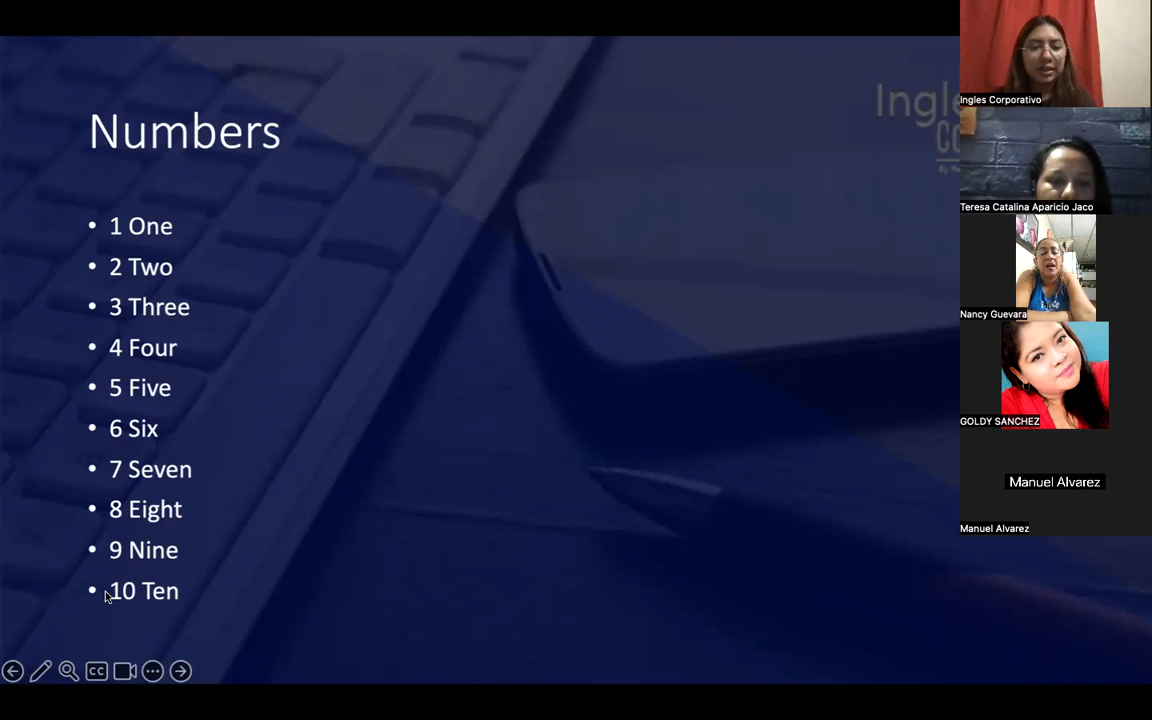 Numbers
• 1 One
• 2 Two
• 3 Three
• 4 Four
• 5 Five
• 6 Six
• 7 Seven
• 8 Eight
• 9 Nine
• 10 Ten
CC
Ingles Corporativo
Teresa Catalina Aparicio Jaco
Nancy Guevara
GOLDY SANCHEZ
Manuel Alvarez
Manuel Alvarez